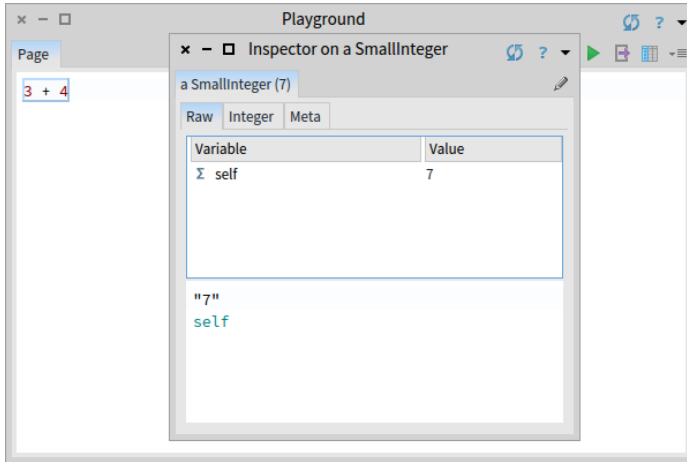 Playground
?
Page
3 + 4
Inspector on a SmallInteger
?
a SmallInteger (7)
Raw Integer Meta
Variable Value
Σ self 7
"7"
self